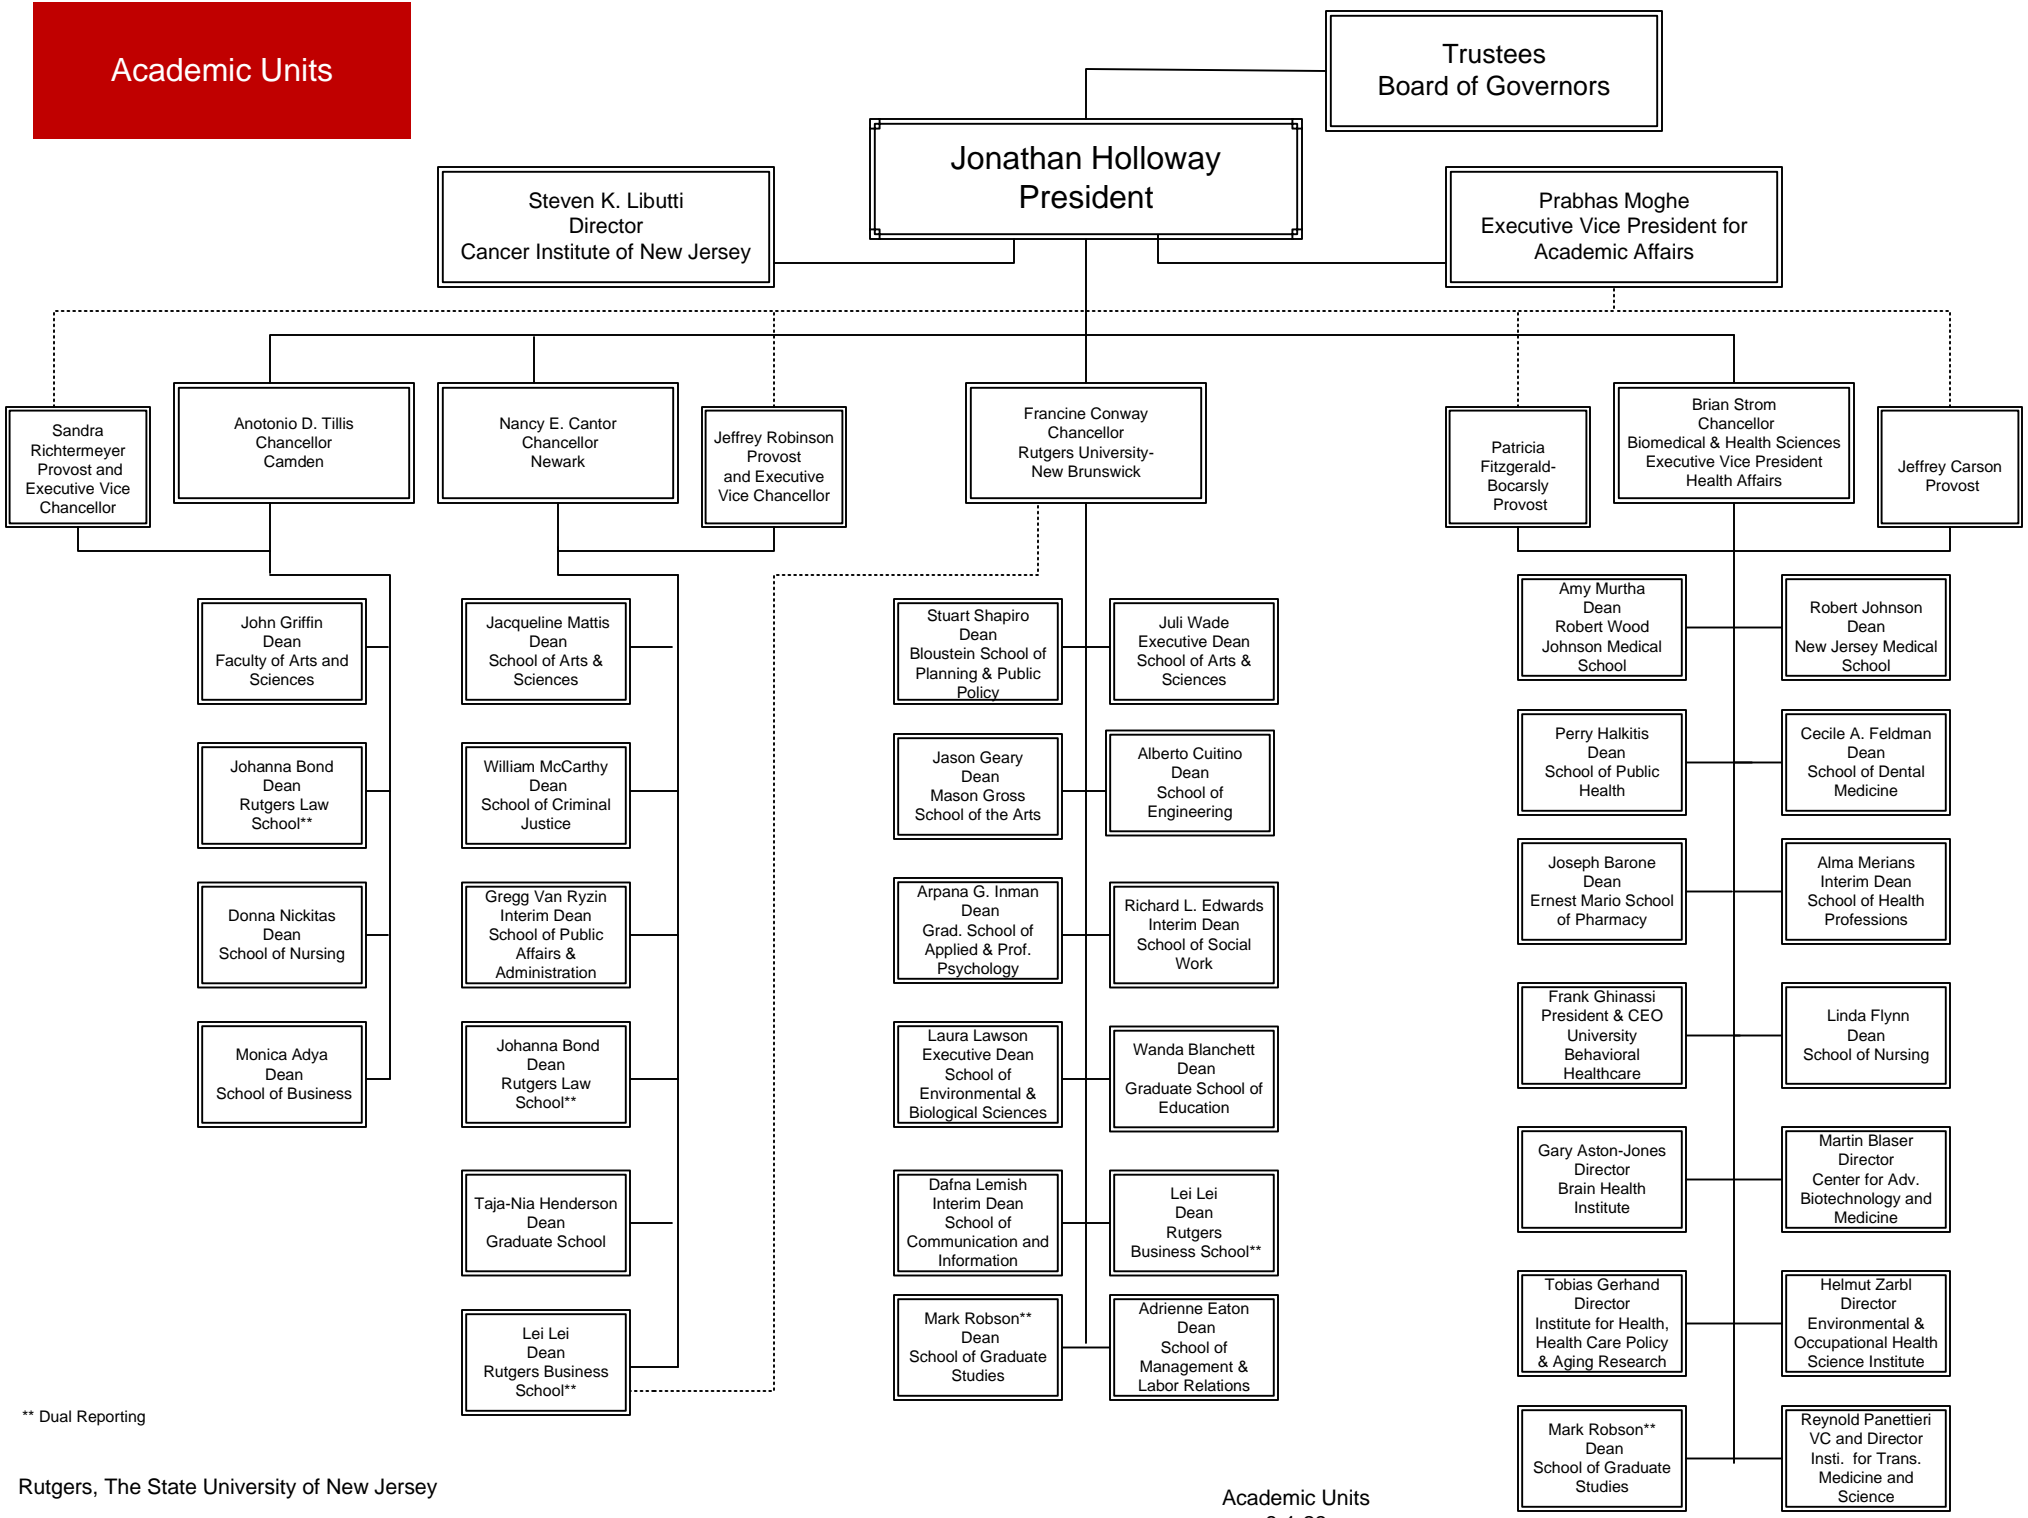 Academic Units
Trustees
Board of Governors
Jonathan Holloway
President
Steven K. Libutti
Director
Cancer Institute of New Jersey
Prabhas Moghe
Executive Vice President for
Academic Affairs
Sandra
Richtermeyer
Provost and
Executive Vice
Chancellor
Anotonio D. Tillis
Chancellor
Camden
Nancy E. Cantor
Chancellor
Newark
Jeffrey Robinson
Provost
and Executive
Vice Chancellor
Francine Conway
Chancellor
Rutgers University-
New Brunswick
Patricia
Fitzgerald-
Bocarsly
Provost
Brian Strom
Chancellor
Biomedical & Health Sciences
Executive Vice President
Health Affairs
Jeffrey Carson
Provost
John Griffin
Dean
Faculty of Arts and
Sciences
Johanna Bond
Dean
Rutgers Law
School**
Donna Nickitas
Dean
School of Nursing
Monica Adya
Dean
School of Business
Jacqueline Mattis
Dean
School of Arts &
Sciences
William McCarthy
Dean
School of Criminal
Justice
Gregg Van Ryzin
Interim Dean
School of Public
Affairs &
Administration
Johanna Bond
Dean
Rutgers Law
School**
Taja-Nia Henderson
Dean
Graduate School
Lei Lei
Dean
Rutgers Business
School**
Stuart Shapiro
Dean
Bloustein School of
Planning & Public
Policy
Juli Wade
Executive Dean
School of Arts &
Sciences
Jason Geary
Dean
Mason Gross
School of the Arts
Alberto Cuitino
Dean
School of
Engineering
Arpana G. Inman
Dean
Grad. School of
Applied & Prof.
Psychology
Richard L. Edwards
Interim Dean
School of Social
Work
Laura Lawson
Executive Dean
School of
Environmental &
Biological Sciences
Wanda Blanchett
Dean
Graduate School of
Education
Dafna Lemish
Interim Dean
School of
Communication and
Information
Lei Lei
Dean
Rutgers
Business School**
Mark Robson**
Dean
School of Graduate
Studies
Adrienne Eaton
Dean
School of
Management &
Labor Relations
Amy Murtha
Dean
Robert Wood
Johnson Medical
School
Robert Johnson
Dean
New Jersey Medical
School
Perry Halkitis
Dean
School of Public
Health
Cecile A. Feldman
Dean
School of Dental
Medicine
Joseph Barone
Dean
Ernest Mario School
of Pharmacy
Alma Merians
Interim Dean
School of Health
Professions
Frank Ghinassi
President & CEO
University
Behavioral
Healthcare
Linda Flynn
Dean
School of Nursing
Gary Aston-Jones
Director
Brain Health
Institute
Martin Blaser
Director
Center for Adv.
Biotechnology and
Medicine
Tobias Gerhand
Director
Institute for Health,
Health Care Policy
& Aging Research
Helmut Zarbl
Director
Environmental &
Occupational Health
Science Institute
Mark Robson**
Dean
School of Graduate
Studies
Reynold Panettieri
VC and Director
Insti. for Trans.
Medicine and
Science
** Dual Reporting
Rutgers, The State University of New Jersey
Academic Units